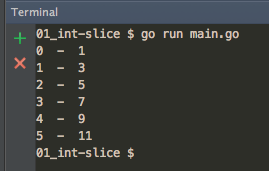 Terminal
01_int-slice $ go run main.go
0  -  1
1  -  3
2  -  5
3  -  7
4  -  9
5  -  11
01_int-slice $